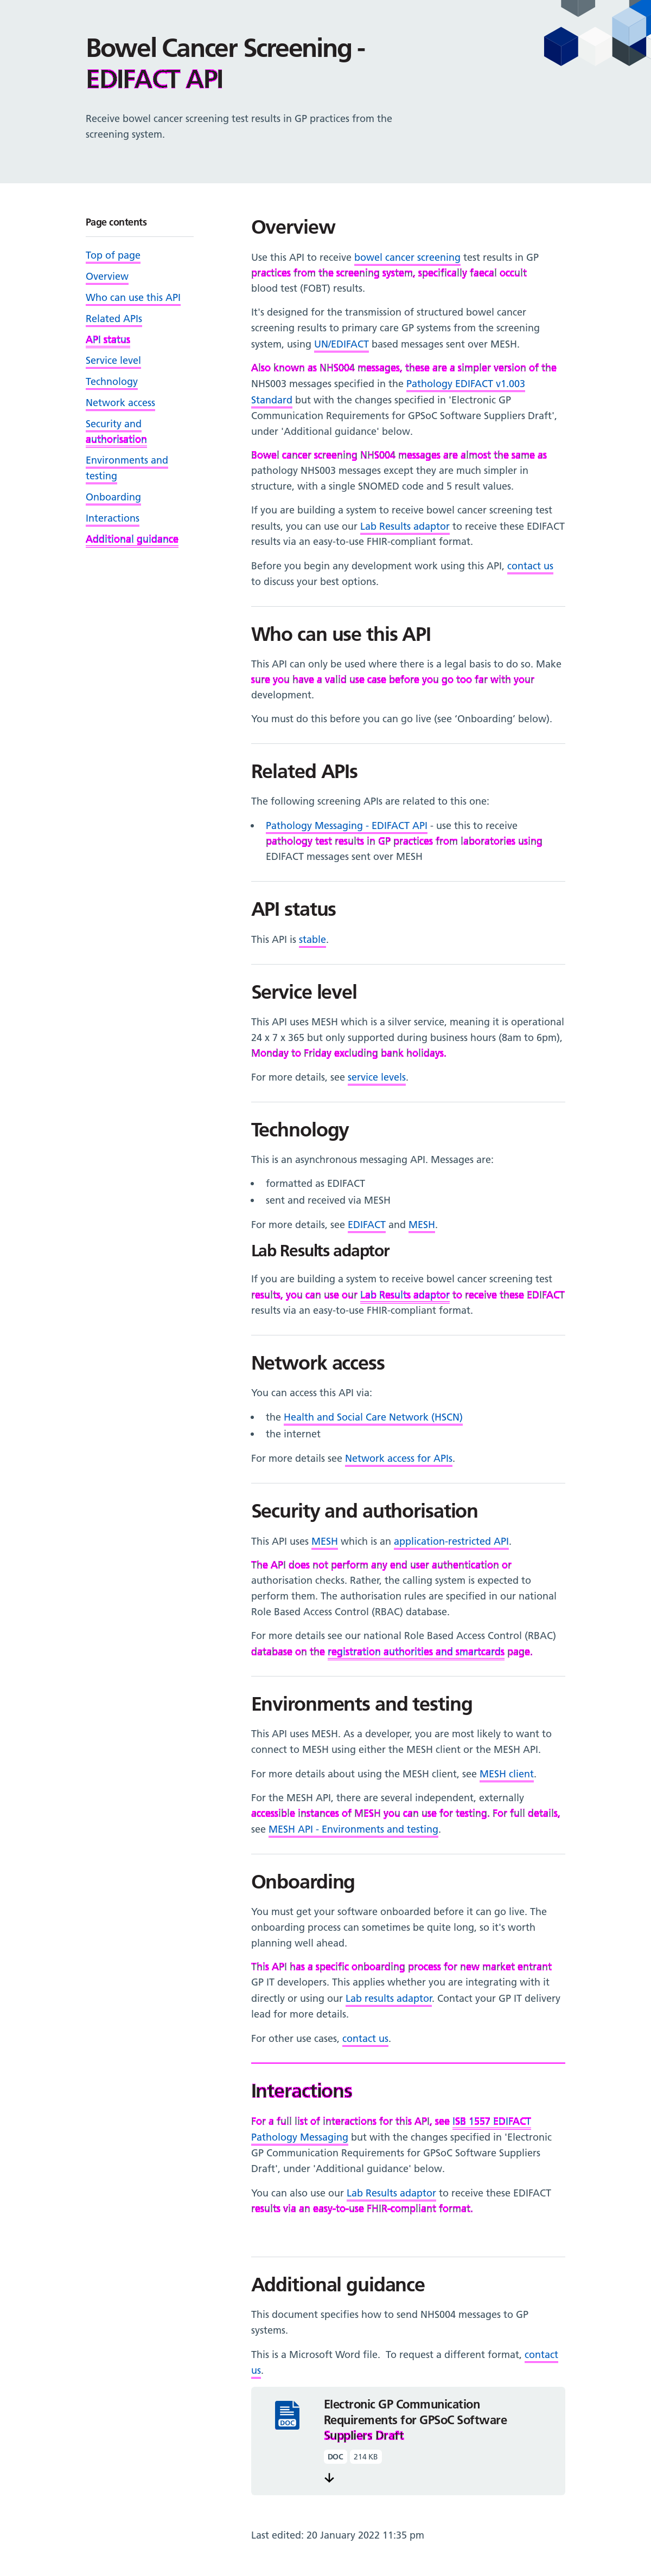 Bowel Cancer Screening -
EDIFACT API
Receive bowel cancer screening test results in GP practices from the
screening system.
Page contents
Top of page
Overview
Who can use this API
Related APIs
API status
Service level
Technology
Network access
Security and
authorisation
Environments and
testing
Onboarding
Interactions
Additional guidance
Overview
Use this API to receive bowel cancer screening test results in GP
practices from the screening system, specifically faecal occult
blood test (FOBT) results.
It's designed for the transmission of structured bowel cancer
screening results to primary care GP systems from the screening
system, using UN/EDIFACT based messages sent over MESH.
Also known as NHS004 messages, these are a simpler version of the
NHS003 messages specified in the Pathology EDIFACT v1.003
Standard but with the changes specified in 'Electronic GP
Communication Requirements for GPSoC Software Suppliers Draft',
under 'Additional guidance' below.
Bowel cancer screening NHS004 messages are almost the same as
pathology NHS003 messages except they are much simpler in
structure, with a single SNOMED code and 5 result values.
If you are building a system to receive bowel cancer screening test
results, you can use our Lab Results adaptor to receive these EDIFACT
results via an easy-to-use FHIR-compliant format.
Before you begin any development work using this API, contact us
to discuss your best options.
Who can use this API
This API can only be used where there is a legal basis to do so. Make
sure you have a valid use case before you go too far with your
development.
You must do this before you can go live (see ‘Onboarding’ below).
Related APIs
The following screening APIs are related to this one:
• Pathology Messaging - EDIFACT API - use this to receive
pathology test results in GP practices from laboratories using
EDIFACT messages sent over MESH
API status
This API is stable.
Service level
This API uses MESH which is a silver service, meaning it is operational
24 x 7 x 365 but only supported during business hours (8am to 6pm),
Monday to Friday excluding bank holidays.
For more details, see service levels.
Technology
This is an asynchronous messaging API. Messages are:
• formatted as EDIFACT
• sent and received via MESH
For more details, see EDIFACT and MESH.
Lab Results adaptor
If you are building a system to receive bowel cancer screening test
results, you can use our Lab Results adaptor to receive these EDIFACT
results via an easy-to-use FHIR-compliant format.
Network access
You can access this API via:
• the Health and Social Care Network (HSCN)
• the internet
For more details see Network access for APIs.
Security and authorisation
This API uses MESH which is an application-restricted API.
The API does not perform any end user authentication or
authorisation checks. Rather, the calling system is expected to
perform them. The authorisation rules are specified in our national
Role Based Access Control (RBAC) database.
For more details see our national Role Based Access Control (RBAC)
database on the registration authorities and smartcards page.
Environments and testing
This API uses MESH. As a developer, you are most likely to want to
connect to MESH using either the MESH client or the MESH API.
For more details about using the MESH client, see MESH client.
For the MESH API, there are several independent, externally
accessible instances of MESH you can use for testing. For full details,
see MESH API - Environments and testing.
Onboarding
You must get your software onboarded before it can go live. The
onboarding process can sometimes be quite long, so it's worth
planning well ahead.
This API has a specific onboarding process for new market entrant
GP IT developers. This applies whether you are integrating with it
directly or using our Lab results adaptor. Contact your GP IT delivery
lead for more details.
For other use cases, contact us.
Interactions
For a full list of interactions for this API, see ISB 1557 EDIFACT
Pathology Messaging but with the changes specified in 'Electronic
GP Communication Requirements for GPSoC Software Suppliers
Draft', under 'Additional guidance' below.
You can also use our Lab Results adaptor to receive these EDIFACT
results via an easy-to-use FHIR-compliant format.
Additional guidance
This document specifies how to send NHS004 messages to GP
systems.
This is a Microsoft Word file.  To request a different format, contact
us.
DOC
Electronic GP Communication
Requirements for GPSoC Software
Suppliers Draft
DOC 214 KB
Last edited: 20 January 2022 11:35 pm